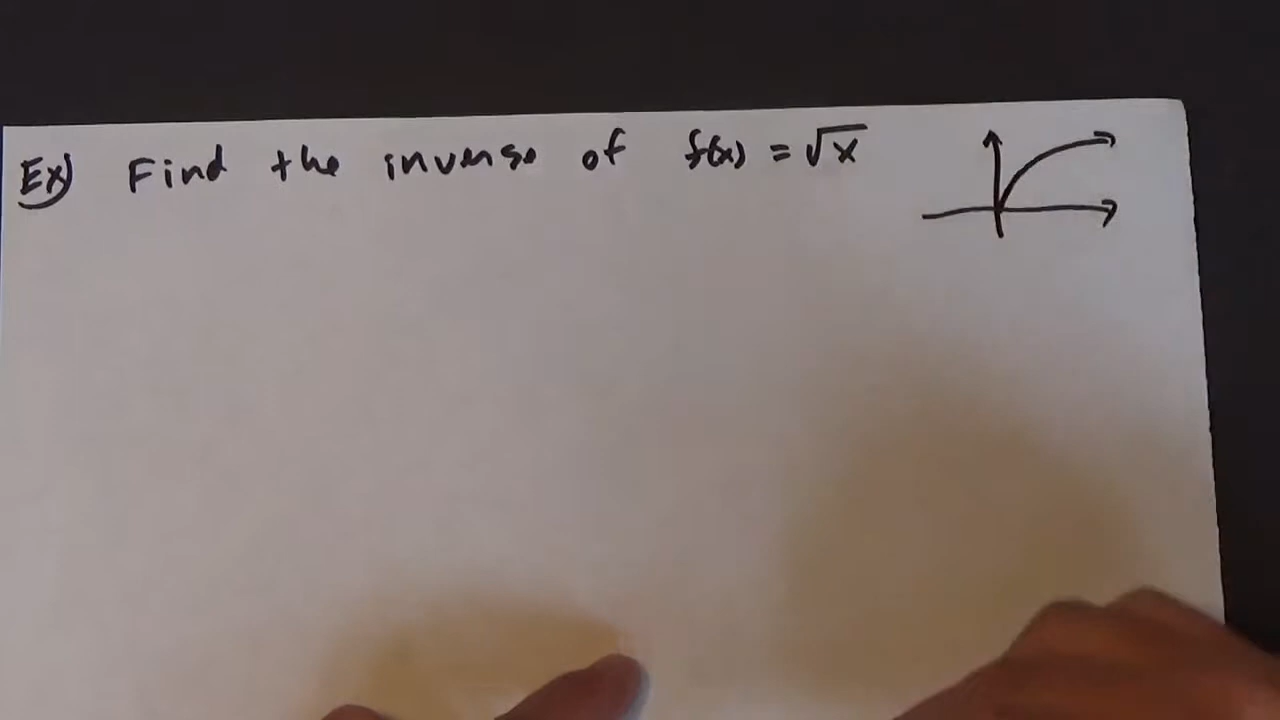 Ex) Find the inverse of f(x) = √x